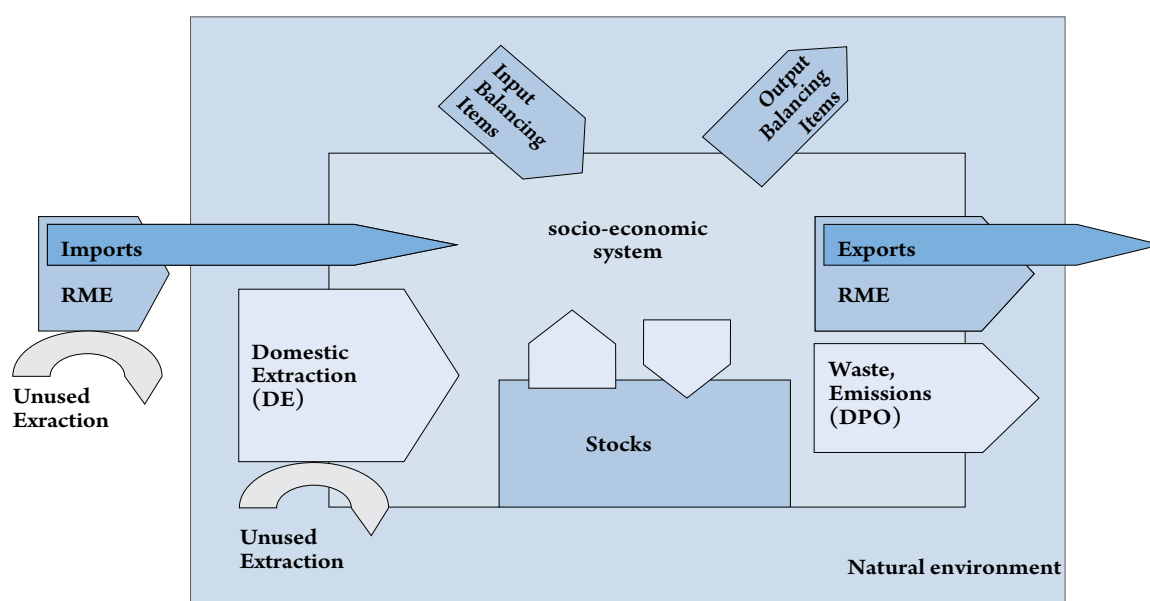 Input
Balancing
Items
Output
Balancing
Items
socio-economic
system
Imports
RME
Exports
RME
Domestic
Extraction
(DE)
Waste,
Emissions
(DPO)
Unused
Exraction
Stocks
Unused
Extraction
Natural environment